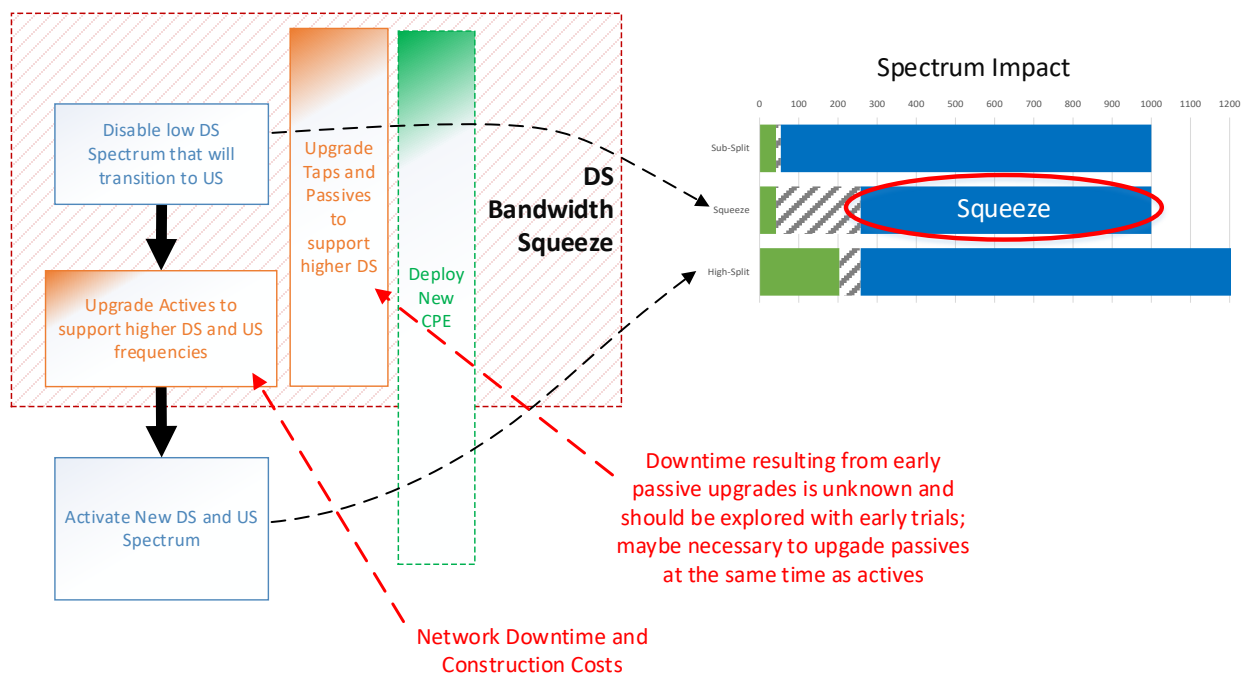 Disable low DS
Spectrum that will
transition to US
Upgrade Actives to
support higher DS and US
frequencies
Activate New DS and US
Spectrum
Upgrade
Taps and
Passives
to
support
higher DS
Deploy
New
CPE
DS
Bandwidth
Squeeze
Spectrum Impact
0 100 200 300 400 500 600 700 800 900 1000 1100 1200
Sub-Split
Squeeze
Squeeze
High-Split
Downtime resulting from early
passive upgrades is unknown and
should be explored with early trials;
maybe necessary to upgade passives
at the same time as actives
Network Downtime and
Construction Costs